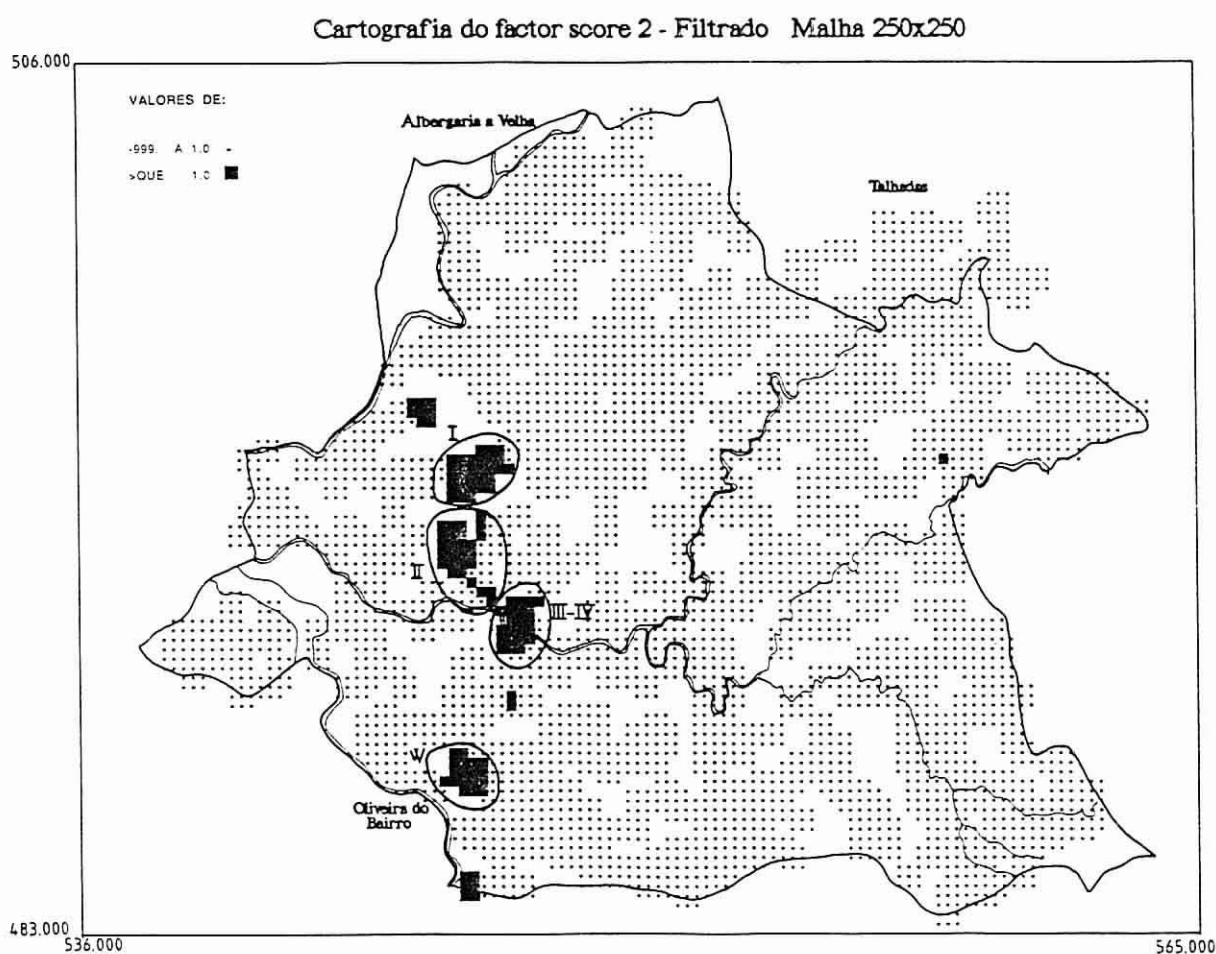 Cartografia do factor score 2 - Filtrado Malha 250x250
506.000
VALORES DE:
-999. A 1.0 -
>QUE 1.0
Albergaria a Velha
Talhadas
I
II
III-IV
W
Oliveira do
Bairro
483.000
536.000
565.000